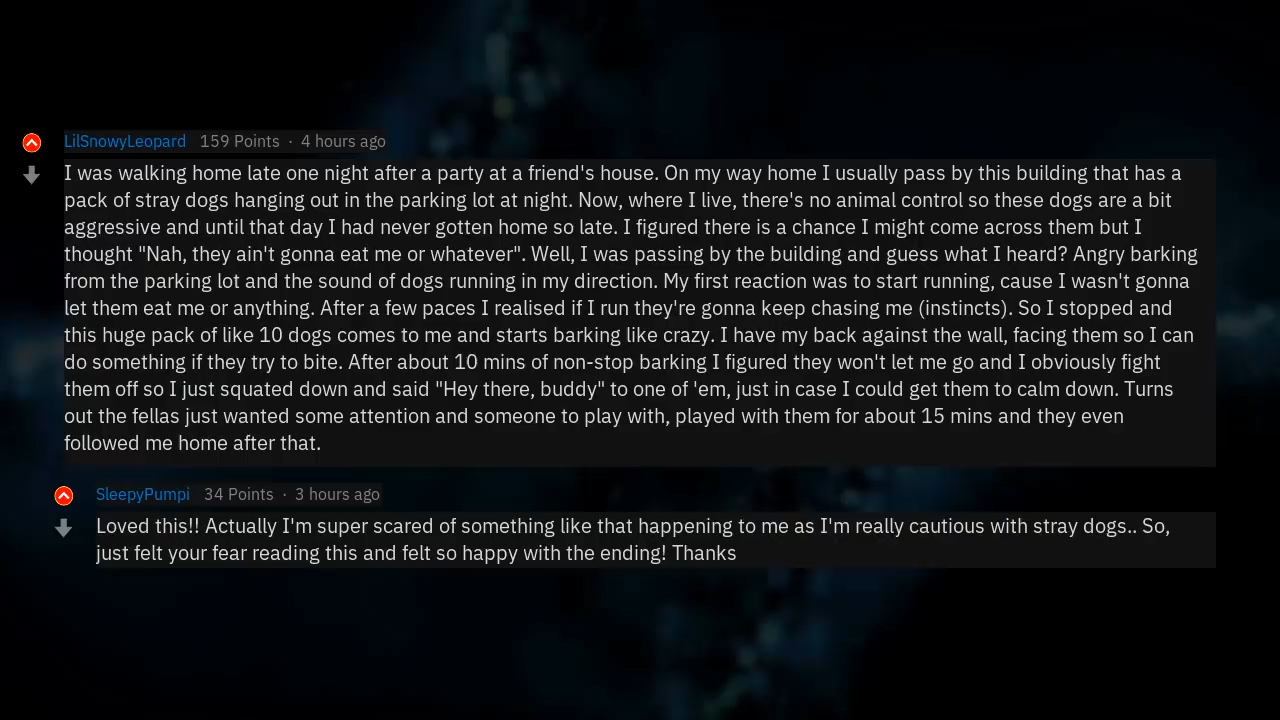 LilSnowyLeopard 159 Points · 4 hours ago
I was walking home late one night after a party at a friend's house. On my way home I usually pass by this building that has a
pack of stray dogs hanging out in the parking lot at night. Now, where I live, there's no animal control so these dogs are a bit
aggressive and until that day I had never gotten home so late. I figured there is a chance I might come across them but I
thought "Nah, they ain't gonna eat me or whatever". Well, I was passing by the building and guess what I heard? Angry barking
from the parking lot and the sound of dogs running in my direction. My first reaction was to start running, cause I wasn't gonna
let them eat me or anything. After a few paces I realised if I run they're gonna keep chasing me (instincts). So I stopped and
this huge pack of like 10 dogs comes to me and starts barking like crazy. I have my back against the wall, facing them so I can
do something if they try to bite. After about 10 mins of non-stop barking I figured they won't let me go and I obviously fight
them off so I just squated down and said "Hey there, buddy" to one of 'em, just in case I could get them to calm down. Turns
out the fellas just wanted some attention and someone to play with, played with them for about 15 mins and they even
followed me home after that.
SleepyPumpi 34 Points · 3 hours ago
Loved this!! Actually I'm super scared of something like that happening to me as I'm really cautious with stray dogs.. So,
just felt your fear reading this and felt so happy with the ending! Thanks